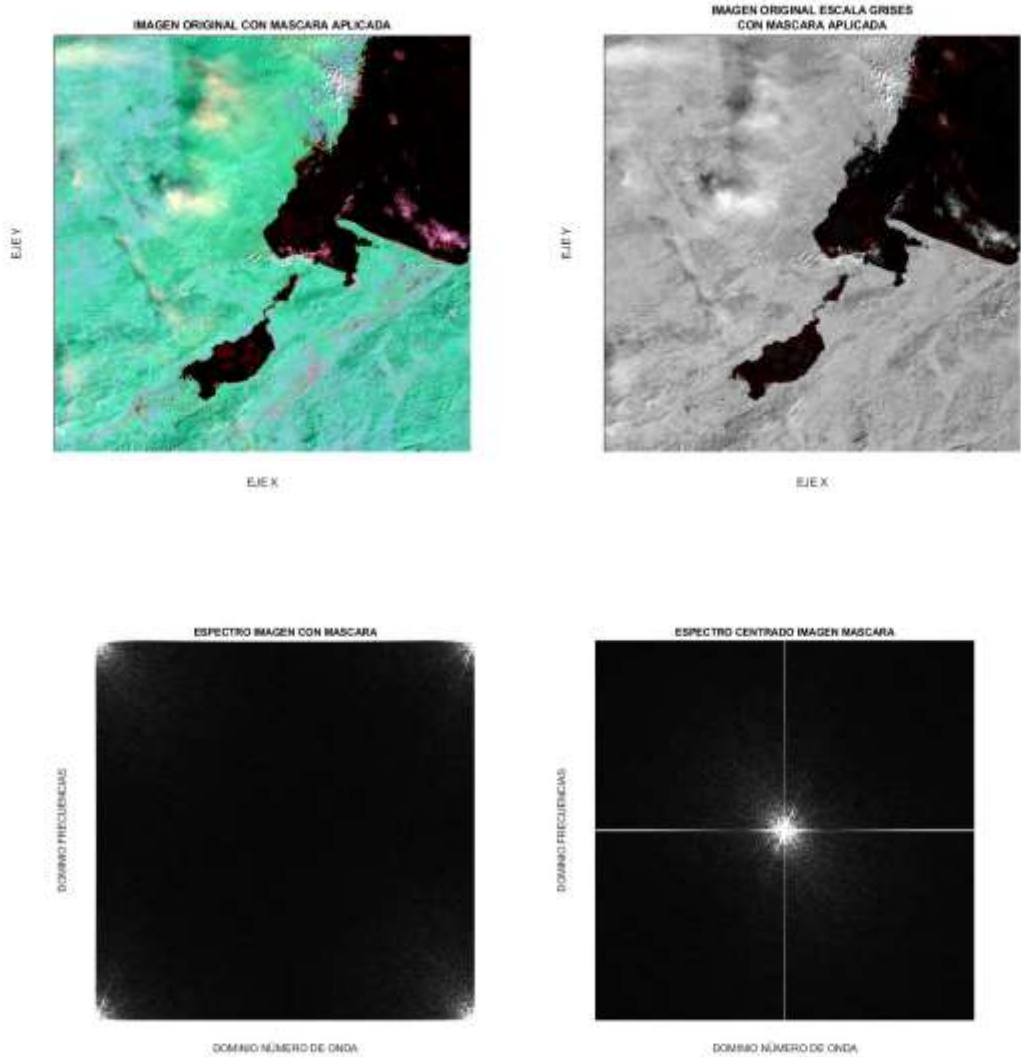 IMAGEN ORIGINAL CON MASCARA APLICADA
EJE Y
EJE X
IMAGEN ORIGINAL ESCALA GRISES
CON MASCARA APLICADA
EJE Y
EJE X
ESPECTRO IMAGEN CON MASCARA
DOMINIO FRECUENCIAS
DOMINIO NÚMERO DE ONDA
ESPECTRO CENTRADO IMAGEN MASCARA
DOMINIO FRECUENCIAS
DOMINIO NÚMERO DE ONDA